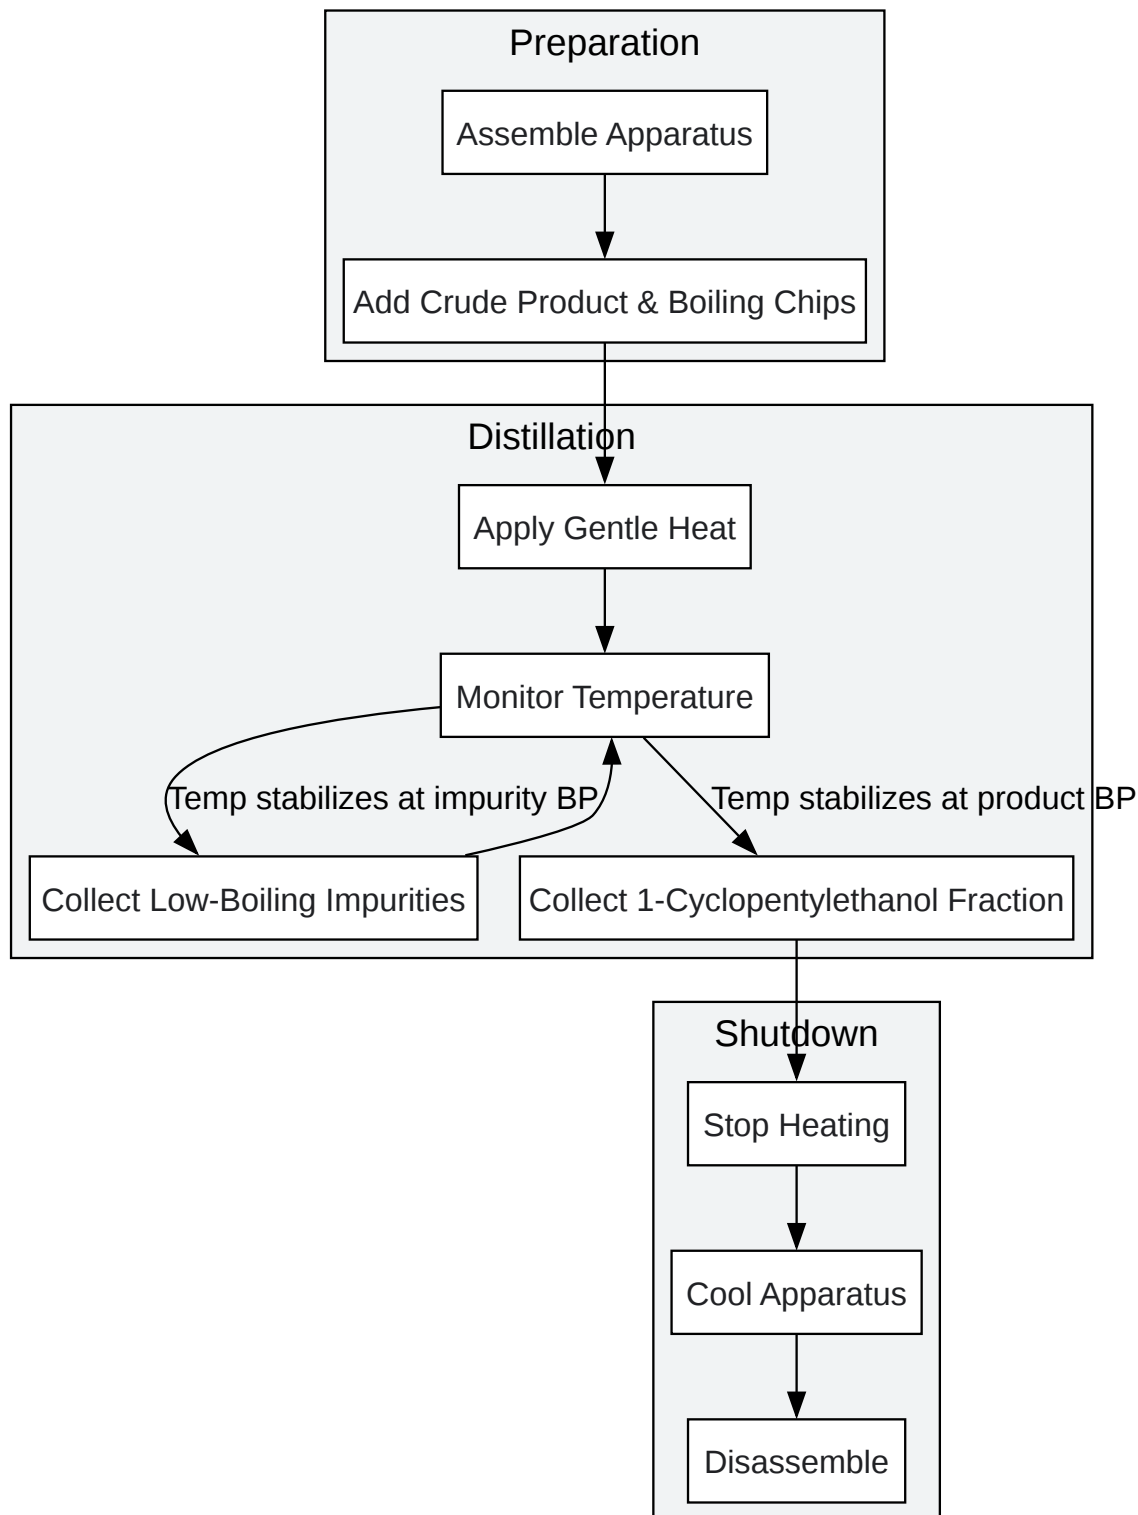 Preparation
Assemble Apparatus
Add Crude Product & Boiling Chips
Distillation
Apply Gentle Heat
Monitor Temperature
Temp stabilizes at impurity BP
Temp stabilizes at product BP
Collect Low-Boiling Impurities
Collect 1-Cyclopentylethanol Fraction
Shutdown
Stop Heating
Cool Apparatus
Disassemble